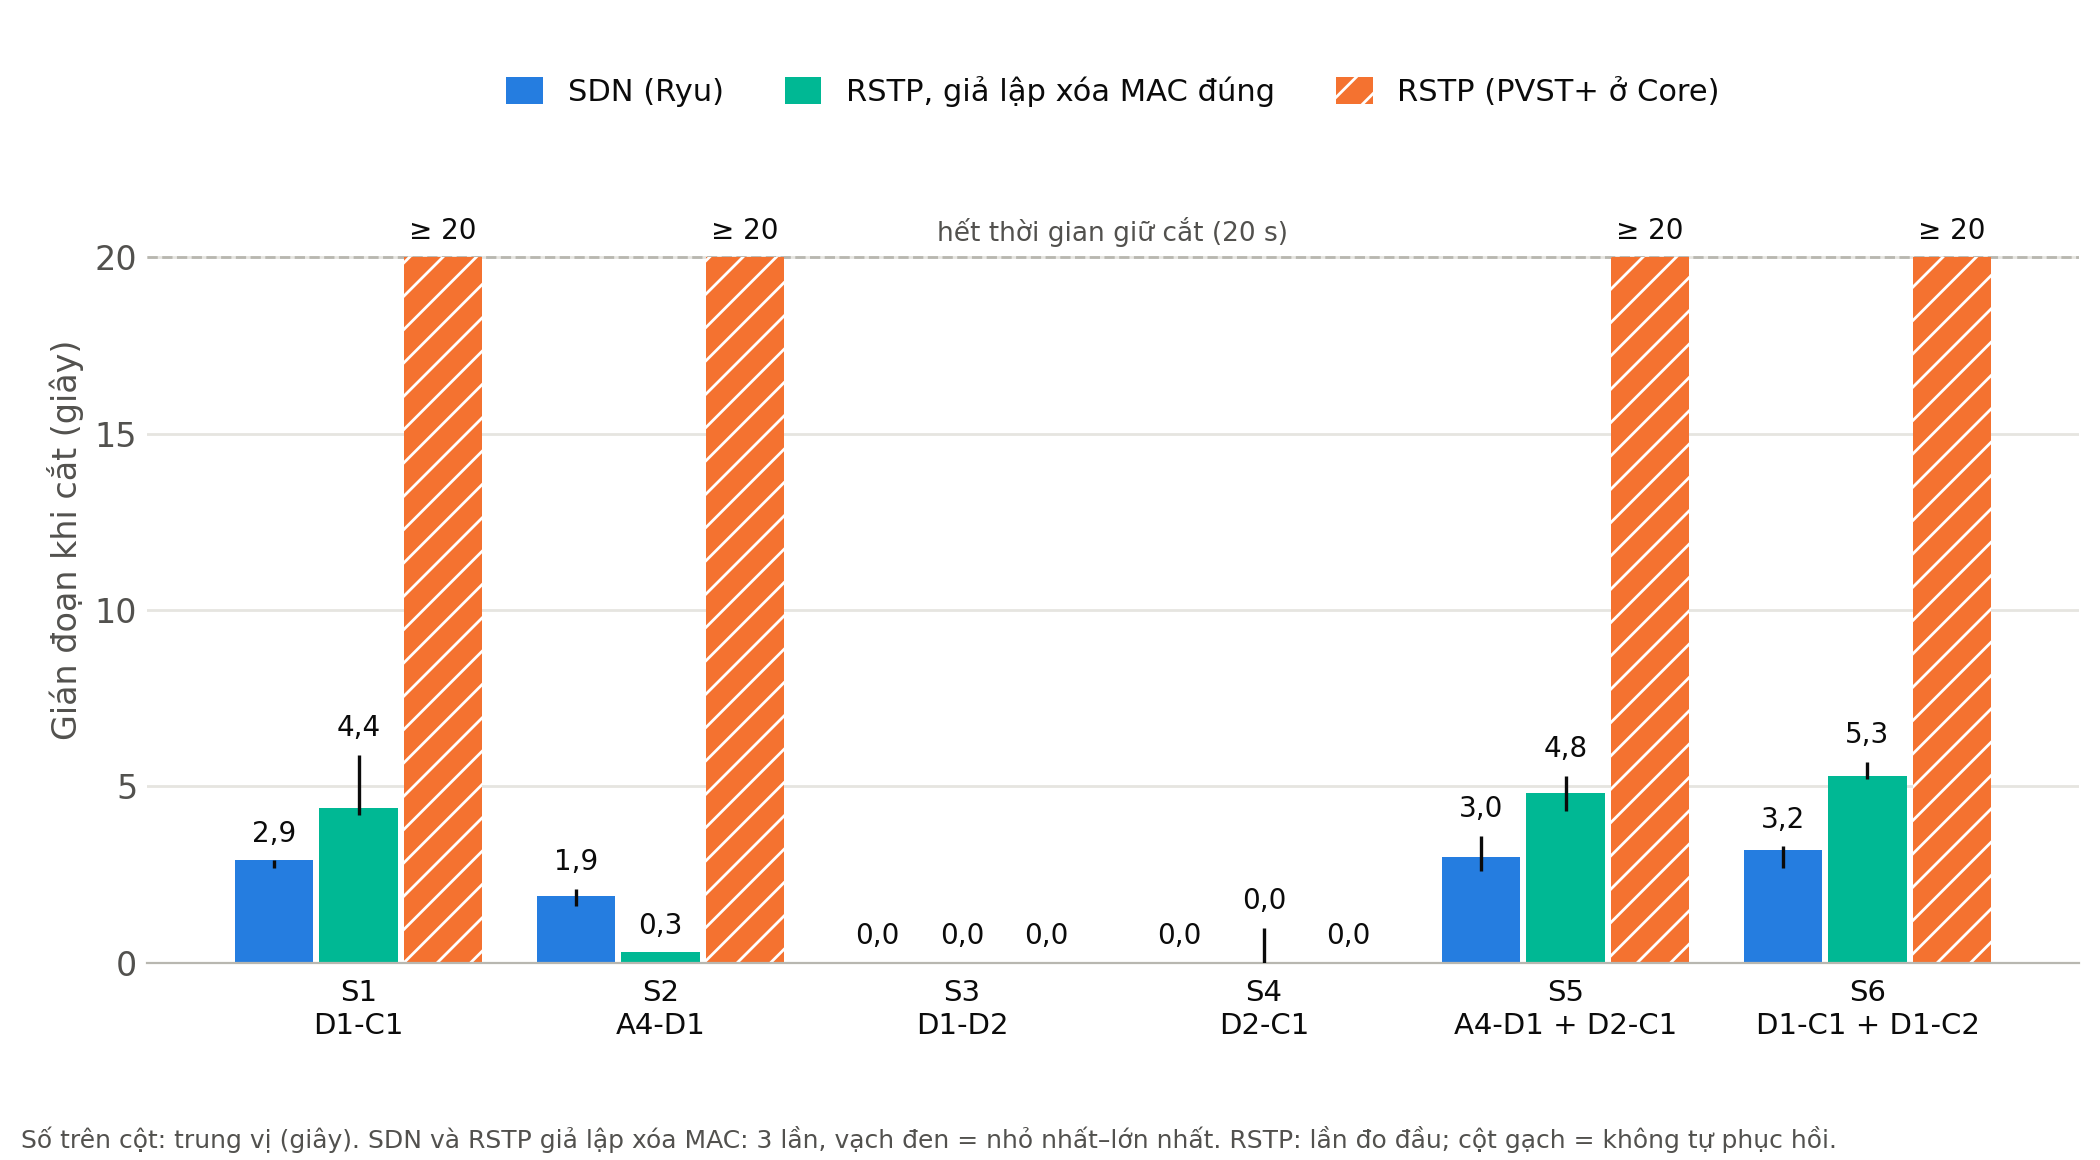 SDN (Ryu) RSTP, giả lập xóa MAC đúng RSTP (PVST+ ở Core)
≥ 20 ≥ 20 hết thời gian giữ cắt (20 s) ≥ 20 ≥ 20
Gián đoạn khi cắt (giây)
20
15
10
5
0
2,9 4,4
1,9 0,3
0,0 0,0 0,0
0,0 0,0 0,0
3,0 4,8
3,2 5,3
S1 S2 S3 S4 S5 S6
D1-C1 A4-D1 D1-D2 D2-C1 A4-D1 + D2-C1 D1-C1 + D1-C2
Số trên cột: trung vị (giây). SDN và RSTP giả lập xóa MAC: 3 lần, vạch đen = nhỏ nhất–lớn nhất. RSTP: lần đo đầu; cột gạch = không tự phục hồi.